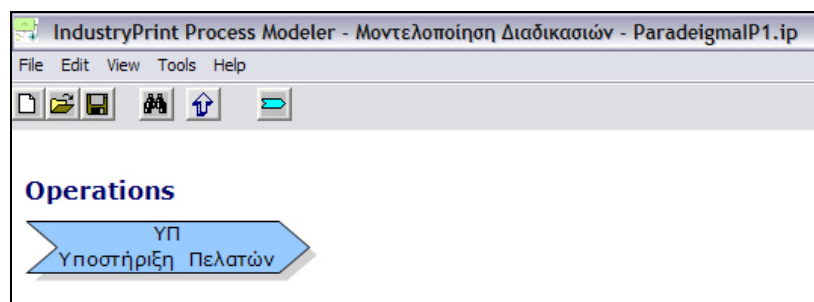 IndustryPrint Process Modeler - Μοντελοποίηση Διαδικασιών - ParadeigmaIP1.ip
File Edit View Tools Help
Operations
ΥΠ
Υποστήριξη Πελατών